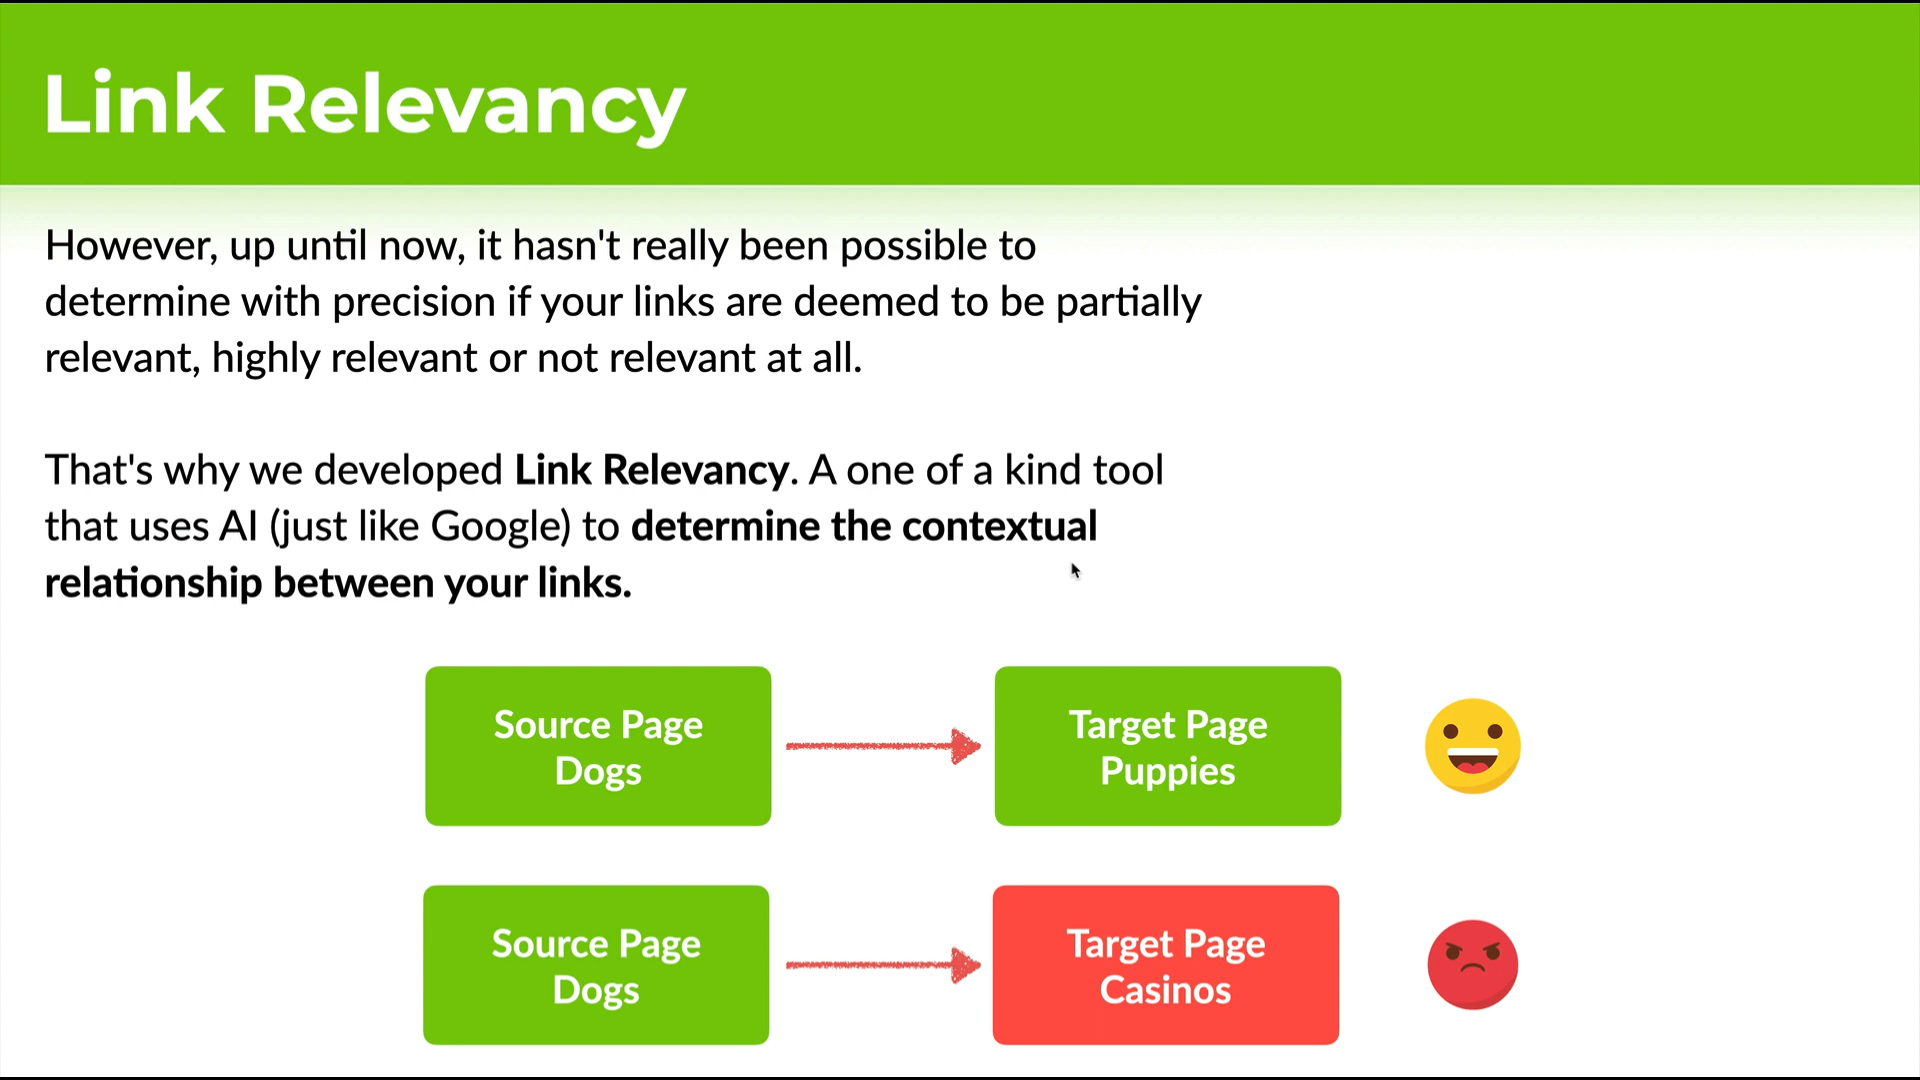 Link Relevancy
However, up until now, it hasn't really been possible to
determine with precision if your links are deemed to be partially
relevant, highly relevant or not relevant at all.
That's why we developed Link Relevancy. A one of a kind tool
that uses AI (just like Google) to determine the contextual
relationship between your links.
Source Page
Dogs
Target Page
Puppies
Source Page
Dogs
Target Page
Casinos